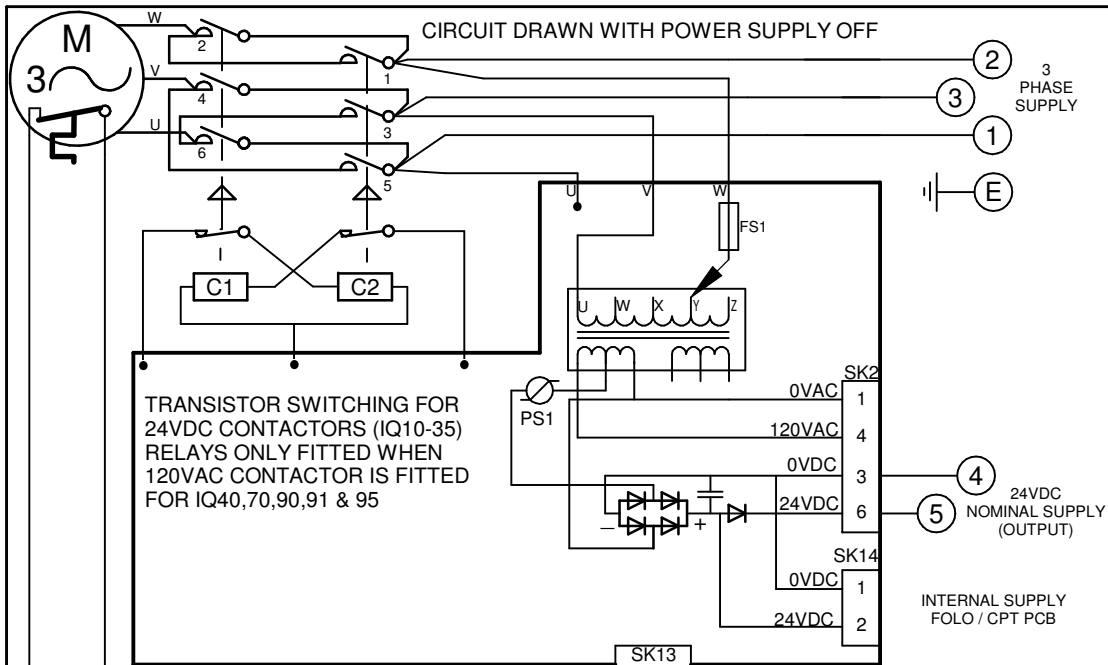 CIRCUIT DRAWN WITH POWER SUPPLY OFF
M
3
W
V
U
2
4
6
1
3
5
2
3
1
E
3
PHASE
SUPPLY
U
V
W
FS1
C1
C2
U W X Y Z
PS1
TRANSISTOR SWITCHING FOR
24VDC CONTACTORS (IQ10-35)
RELAYS ONLY FITTED WHEN
120VAC CONTACTOR IS FITTED
FOR IQ40,70,90,91 & 95
SK2
0VAC 1
120VAC 4
0VDC 3
24VDC 6
4
5
24VDC
NOMINAL SUPPLY
(OUTPUT)
− +
SK14
0VDC 1
24VDC 2
INTERNAL SUPPLY
FOLO / CPT PCB
SK13